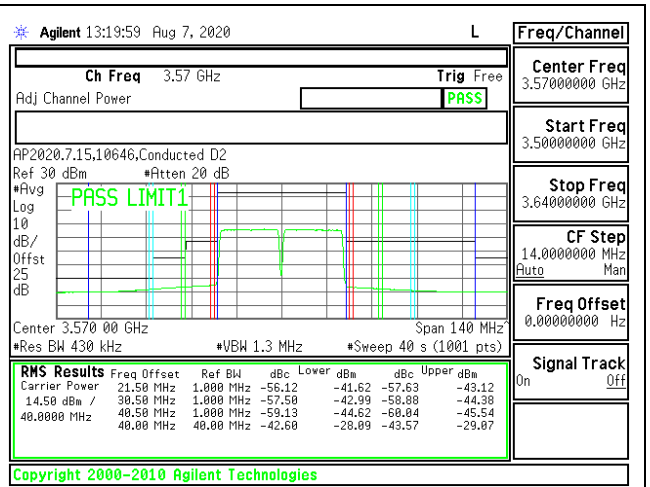 Agilent 13:19:59 Aug 7, 2020 L
Freq/Channel
Ch Freq 3.57 GHz Trig Free
Adj Channel Power PASS
AP2020.7.15,10646,Conducted D2
Ref 30 dBm #Atten 20 dB
#Avg
Log
10
dB/
Offst
25
dB
PASS LIMIT1
Center 3.570 00 GHz Span 140 MHz^
#Res BW 430 kHz #VBW 1.3 MHz #Sweep 40 s (1001 pts)
RMS Results Freq Offset Ref BW dBc Lower dBm dBc Upper dBm
Carrier Power 21.50 MHz 1.000 MHz -56.12 -41.62 -57.63 -43.12
14.50 dBm / 30.50 MHz 1.000 MHz -57.50 -42.99 -58.88 -44.38
40.0000 MHz 40.50 MHz 1.000 MHz -59.13 -44.62 -60.04 -45.54
40.00 MHz 40.00 MHz -42.60 -28.09 -43.57 -29.07
Copyright 2000-2010 Agilent Technologies
Center Freq
3.57000000 GHz
Start Freq
3.50000000 GHz
Stop Freq
3.64000000 GHz
CF Step
14.0000000 MHz
Auto Man
Freq Offset
0.00000000 Hz
Signal Track
On Off